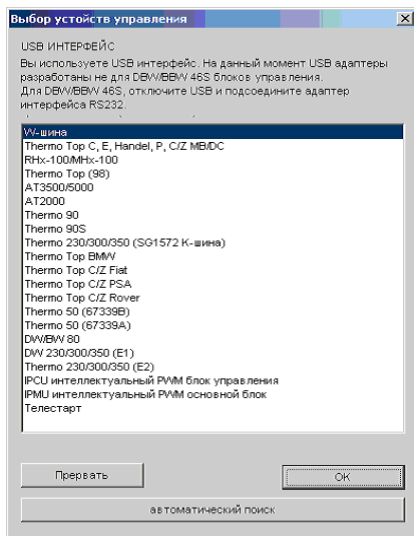 Выбор устойств управления
USB ИНТЕРФЕЙС
Вы используете USB интерфейс. На данный момент USB адаптеры
разработаны не для DBW/BBW 46S блоков управления.
Для DBW/BBW 46S, отключите USB и подсоедините адаптер
интерфейса RS232.
W-шина
Thermo Top C, E, Handel, P, C/Z MB/DC
RHx-100/MHx-100
Thermo Top (98)
AT3500/5000
AT2000
Thermo 90
Thermo 90S
Thermo 230/300/350 (SG1572 K-шина)
Thermo Top BMW
Thermo Top C/Z Fiat
Thermo Top C/Z PSA
Thermo Top C/Z Rover
Thermo 50 (67339B)
Thermo 50 (67339A)
DW/BW 80
DW 230/300/350 (E1)
Thermo 230/300/350 (E2)
IPCU интеллектуальный PWM блок управления
IPMU интеллектуальный PWM основной блок
Телестарт
Прервать
OK
автоматический поиск